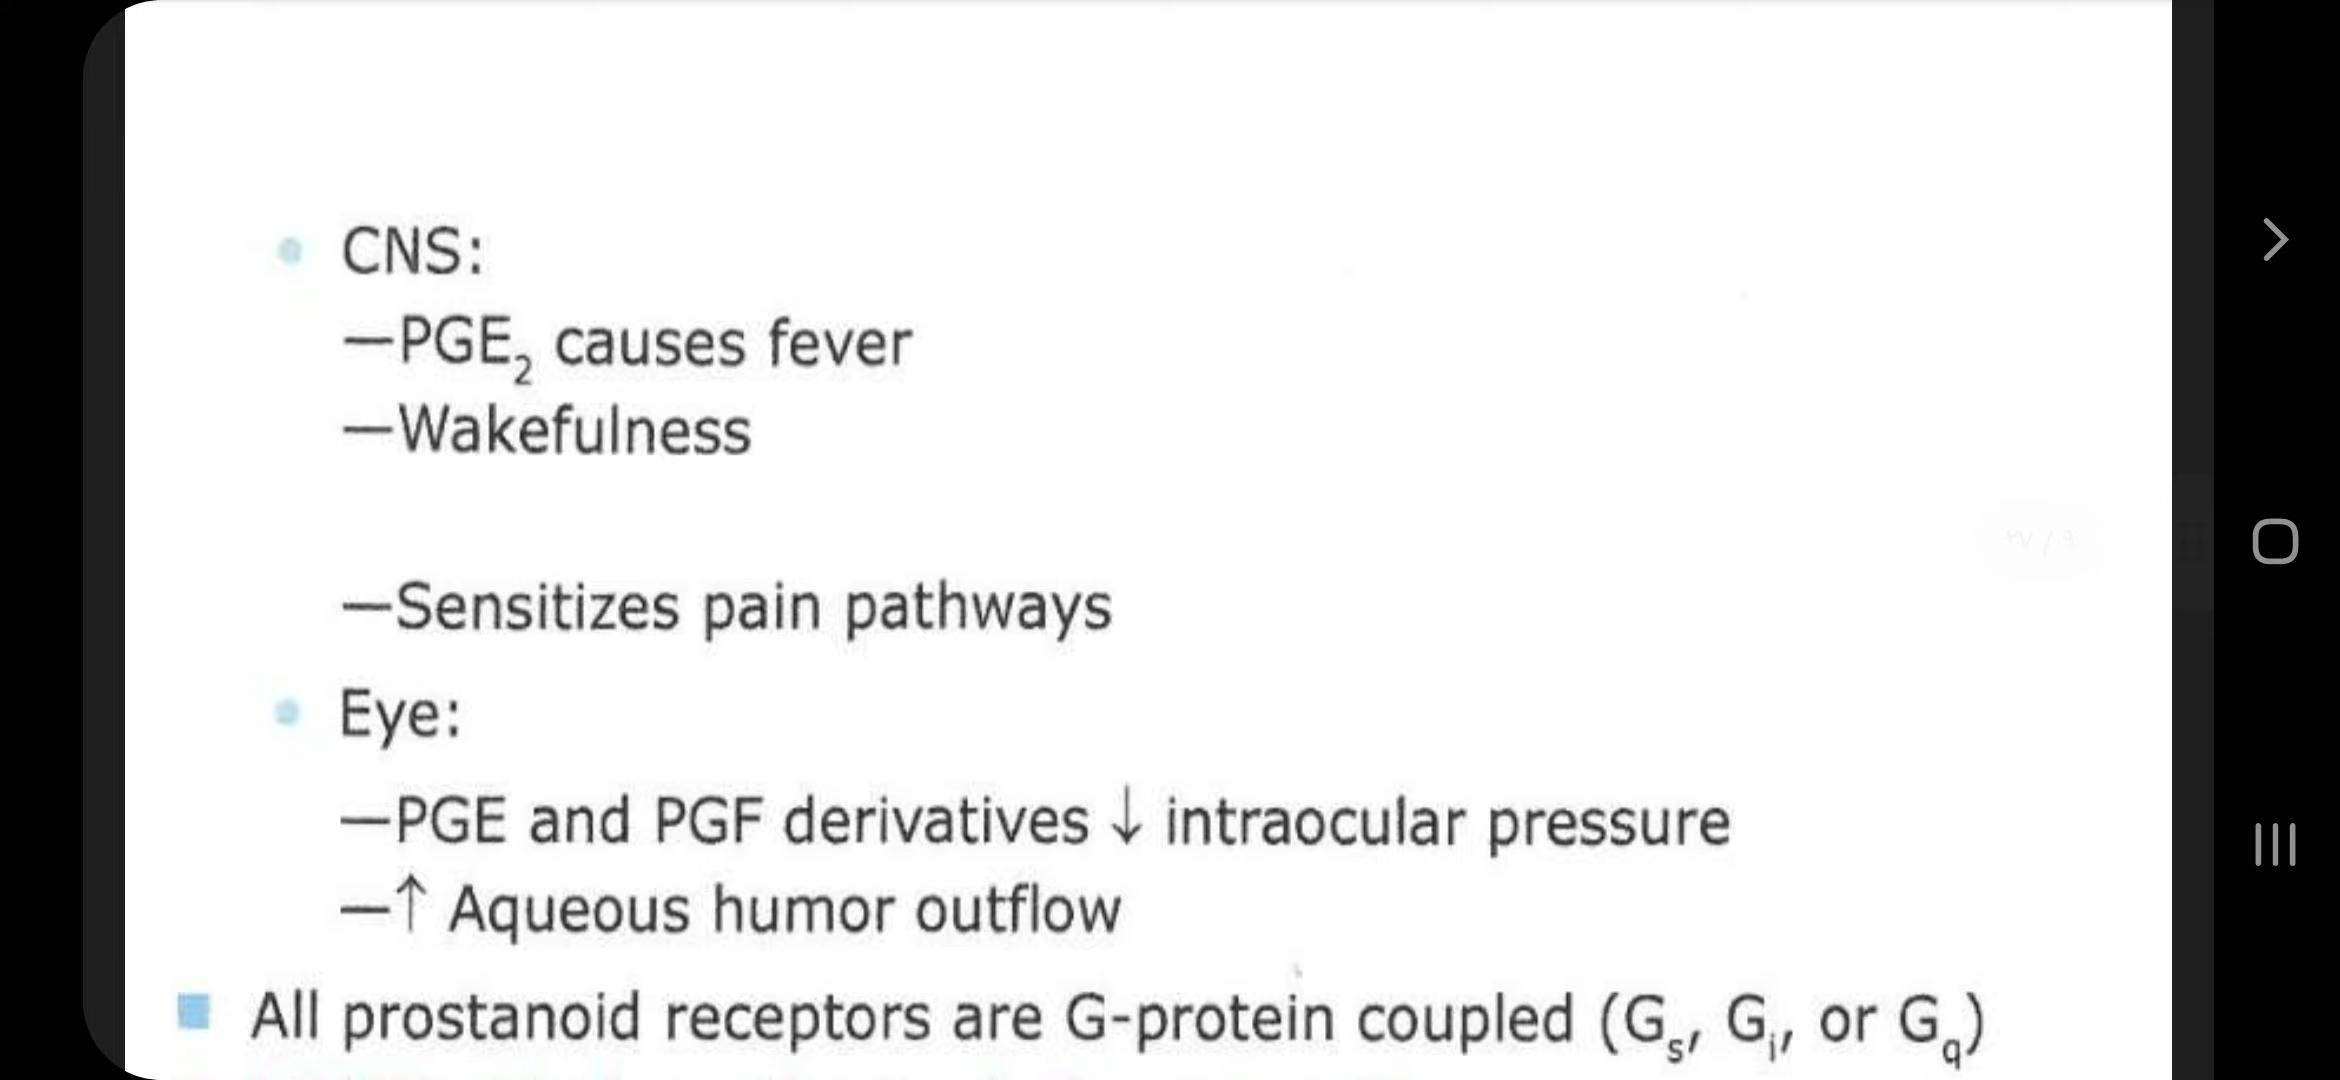 • CNS:
—PGE₂ causes fever
—Wakefulness
—Sensitizes pain pathways
• Eye:
—PGE and PGF derivatives ↓ intraocular pressure
—↑ Aqueous humor outflow
■ All prostanoid receptors are G-protein coupled (Gₛ, Gᵢ, or G_q)